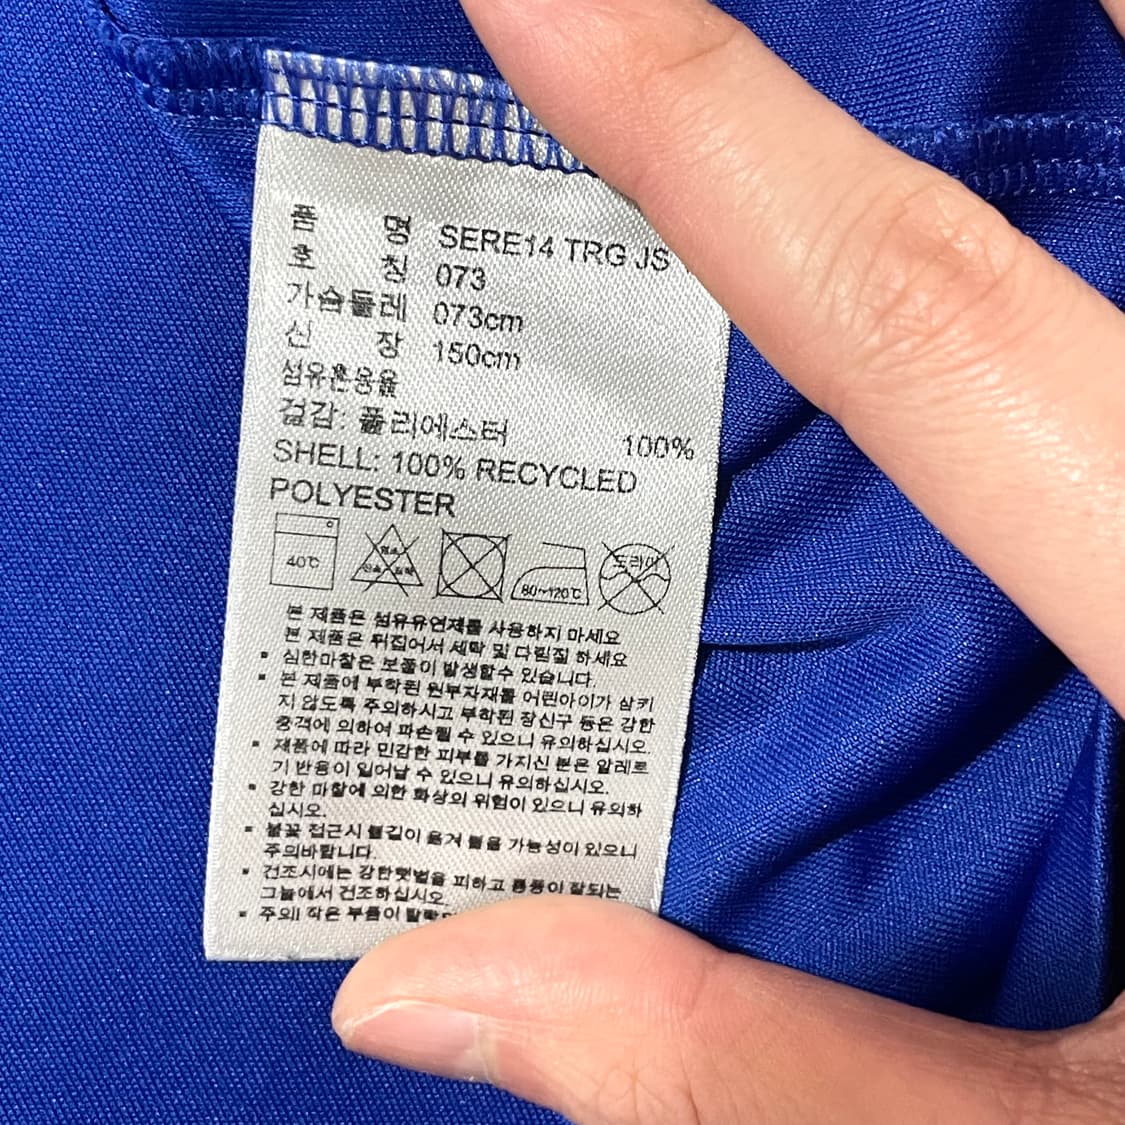 품 명 SERE14 TRG JS
호 칭 073
가슴둘레 073cm
신 장 150cm
섬유혼용율
겉감: 폴리에스터 100%
SHELL: 100% RECYCLED
POLYESTER
40℃
염소
80~120℃
드라이
본 제품은 섬유유연제를 사용하지 마세요
본 제품은 뒤집어서 세탁 및 다림질 하세요
▪ 심한마찰은 보풀이 발생할수 있습니다.
▪ 본 제품에 부착된 원부자재를 어린아이가 삼키
지 않도록 주의하시고 부착된 장신구 등은 강한
충격에 의하여 파손될 수 있으니 유의하십시오.
▪ 제품에 따라 민감한 피부를 가지신 분은 알레르
기 반응이 일어날 수 있으니 유의하십시오.
▪ 강한 마찰에 의한 화상의 위험이 있으니 유의하
십시오.
▪ 불꽃 접근시 불길이 옮겨 붙을 가능성이 있으니
주의바랍니다.
▪ 건조시에는 강한햇볕을 피하고 통풍이 잘되는
그늘에서 건조하십시오.
▪ 주의! 작은 부품이